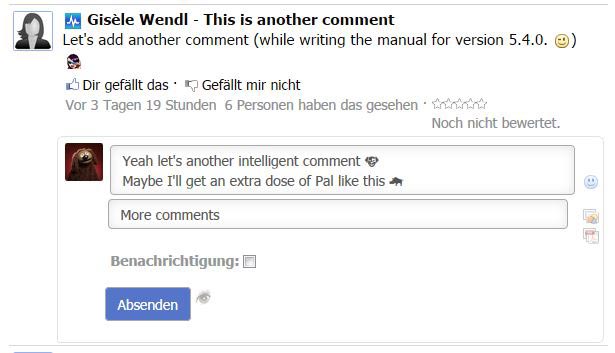 Gisèle Wendl - This is another comment
Let's add another comment (while writing the manual for version 5.4.0. )
Dir gefällt das · Gefällt mir nicht
Vor 3 Tagen 19 Stunden 6 Personen haben das gesehen ·
Noch nicht bewertet.
Yeah let's another intelligent comment
Maybe I'll get an extra dose of Pal like this
More comments
Benachrichtigung:
Absenden